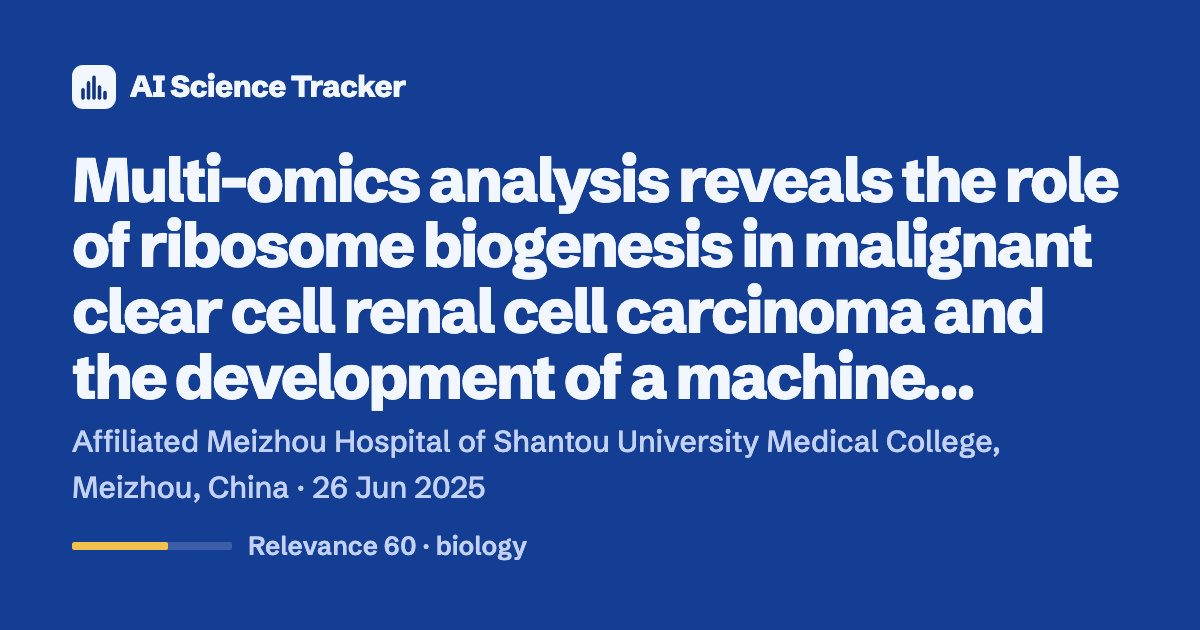 AI Science Tracker
Multi-omics analysis reveals the role
of ribosome biogenesis in malignant
clear cell renal cell carcinoma and
the development of a machine...
Affiliated Meizhou Hospital of Shantou University Medical College,
Meizhou, China · 26 Jun 2025
Relevance 60 · biology